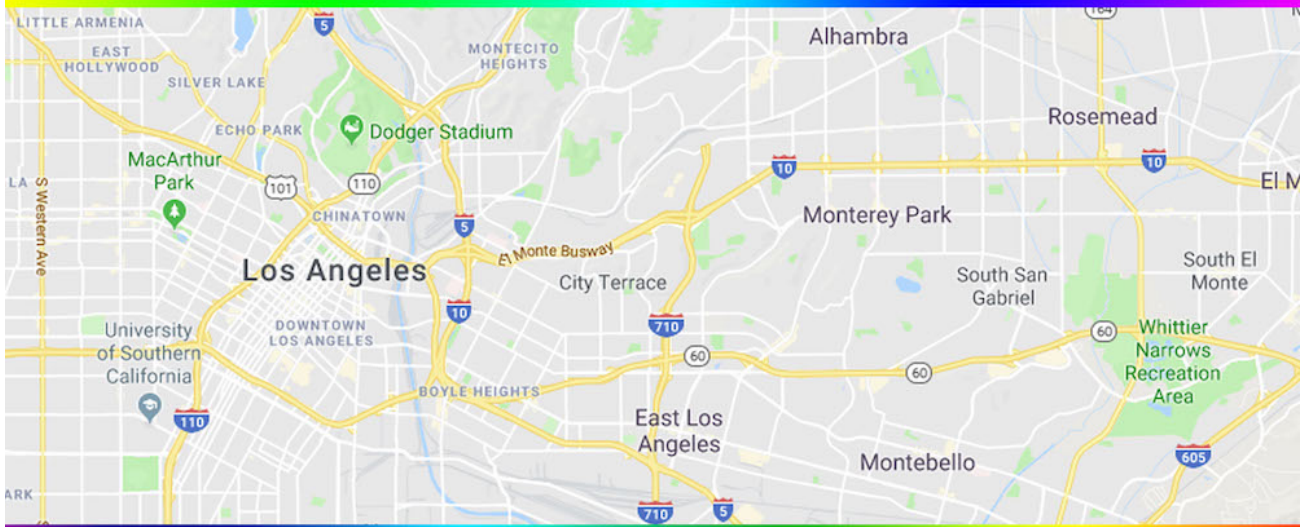 164
LITTLE ARMENIA
5
Alhambra
EAST
HOLLYWOOD
MONTECITO
HEIGHTS
SILVER LAKE
Rosemead
ECHO PARK
Dodger Stadium
MacArthur
Park
10
10
LA
101
110
El M
S Western Ave
CHINATOWN
5
Monterey Park
El Monte Busway
Los Angeles
City Terrace
South San
Gabriel
South El
Monte
10
University
of Southern
California
DOWNTOWN
LOS ANGELES
710
60
60
60
Whittier
Narrows
Recreation
Area
BOYLE HEIGHTS
110
East Los
Angeles
605
Montebello
ARK
710
5